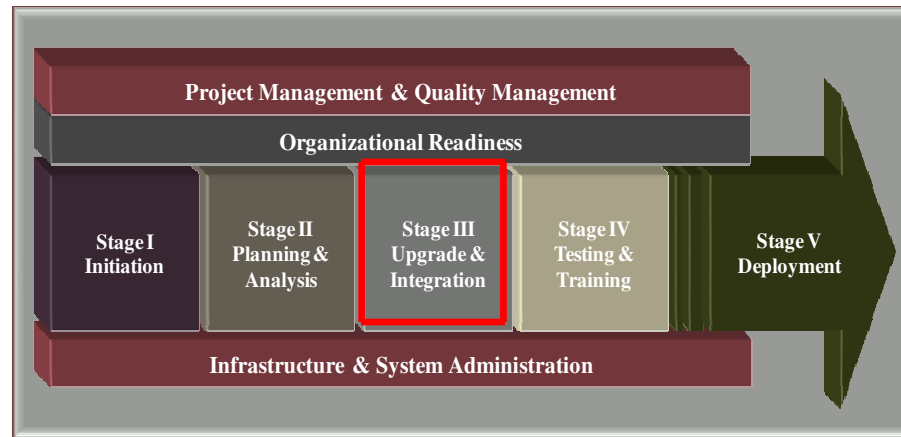 Project Management & Quality Management
Organizational Readiness
Stage I
Initiation
Stage II
Planning &
Analysis
Stage III
Upgrade &
Integration
Stage IV
Testing &
Training
Stage V
Deployment
Infrastructure & System Administration